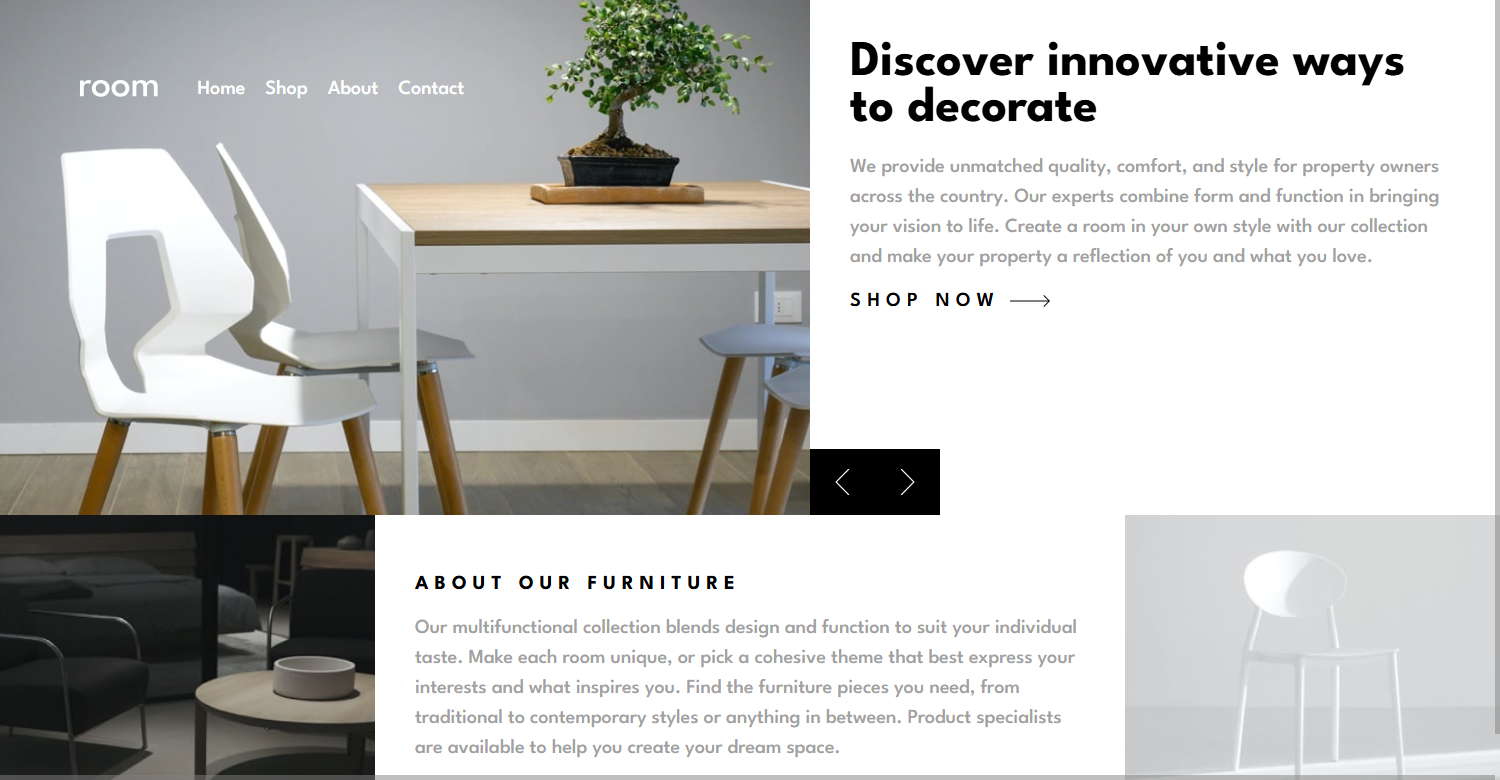 room Home Shop About Contact
Discover innovative ways
to decorate
We provide unmatched quality, comfort, and style for property owners
across the country. Our experts combine form and function in bringing
your vision to life. Create a room in your own style with our collection
and make your property a reflection of you and what you love.
SHOP NOW
ABOUT OUR FURNITURE
Our multifunctional collection blends design and function to suit your individual
taste. Make each room unique, or pick a cohesive theme that best express your
interests and what inspires you. Find the furniture pieces you need, from
traditional to contemporary styles or anything in between. Product specialists
are available to help you create your dream space.